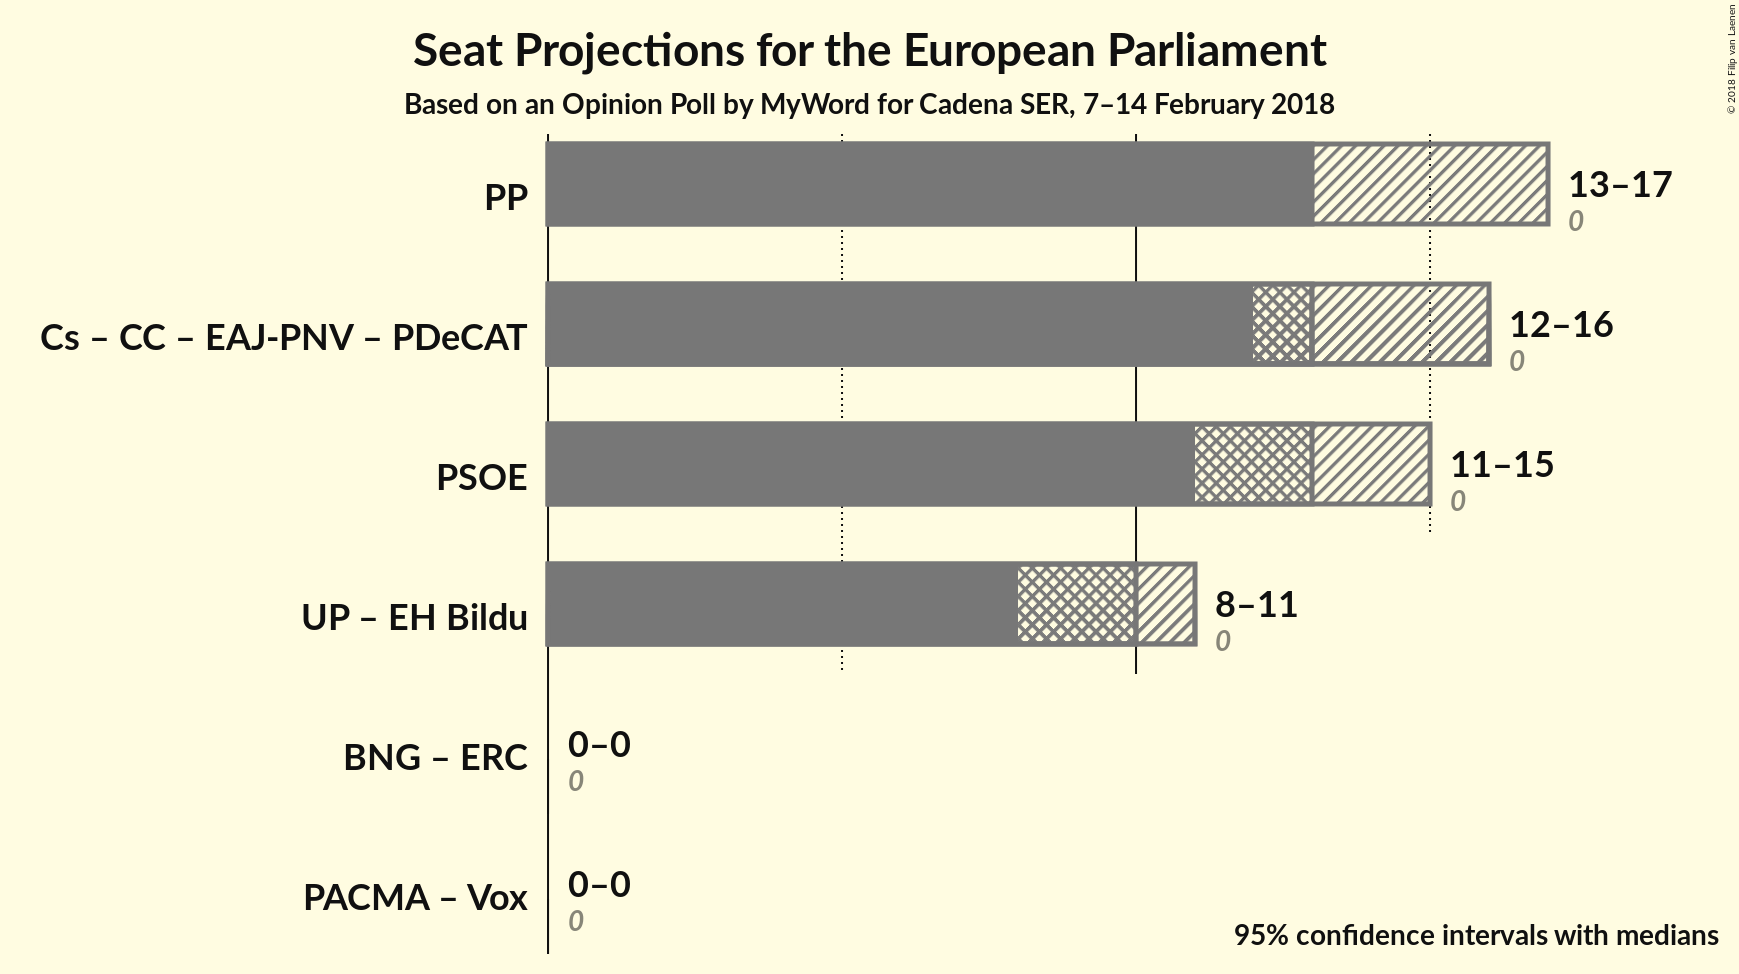 Seat Projections for the European Parliament
Based on an Opinion Poll by MyWord for Cadena SER, 7–14 February 2018
© 2018 Filip van Laenen
PP
13–17
0
Cs – CC – EAJ-PNV – PDeCAT
12–16
0
PSOE
11–15
0
UP – EH Bildu
8–11
0
BNG – ERC
0–0
0
PACMA – Vox
0–0
0
95% confidence intervals with medians